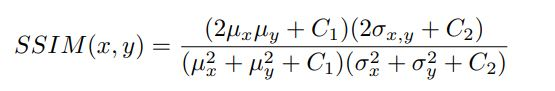 SSIM(x, y) = \frac{(2\mu_x\mu_y + C_1)(2\sigma_{x,y} + C_2)}{(\mu_x^2 + \mu_y^2 + C_1)(\sigma_x^2 + \sigma_y^2 + C_2)}